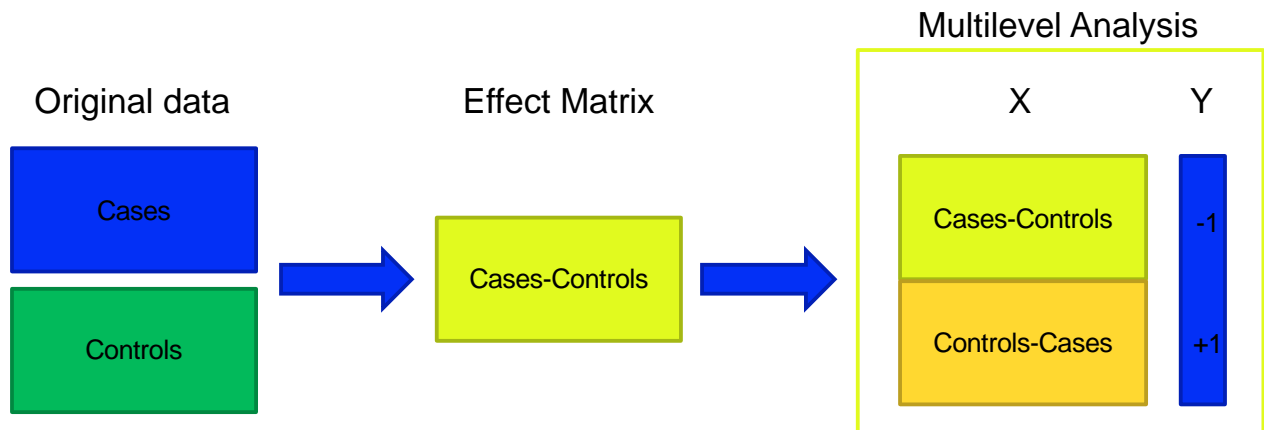 Multilevel Analysis
Original data
Effect Matrix
X
Y
Cases
Controls
Cases-Controls
Cases-Controls
-1
Controls-Cases
+1